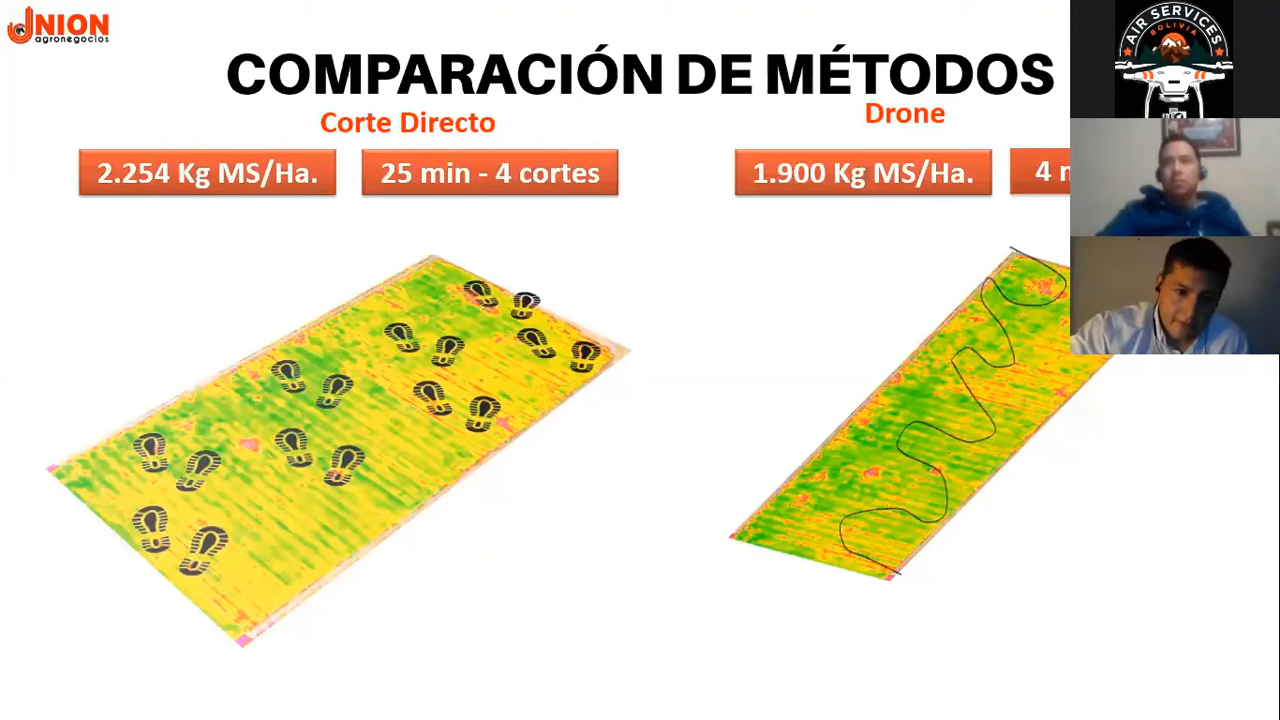 UNION
agronegocios
COMPARACIÓN DE MÉTODOS
Corte Directo
Drone
2.254 Kg MS/Ha.
25 min - 4 cortes
1.900 Kg MS/Ha.
4
AIR SERVICES
BOLIVIA